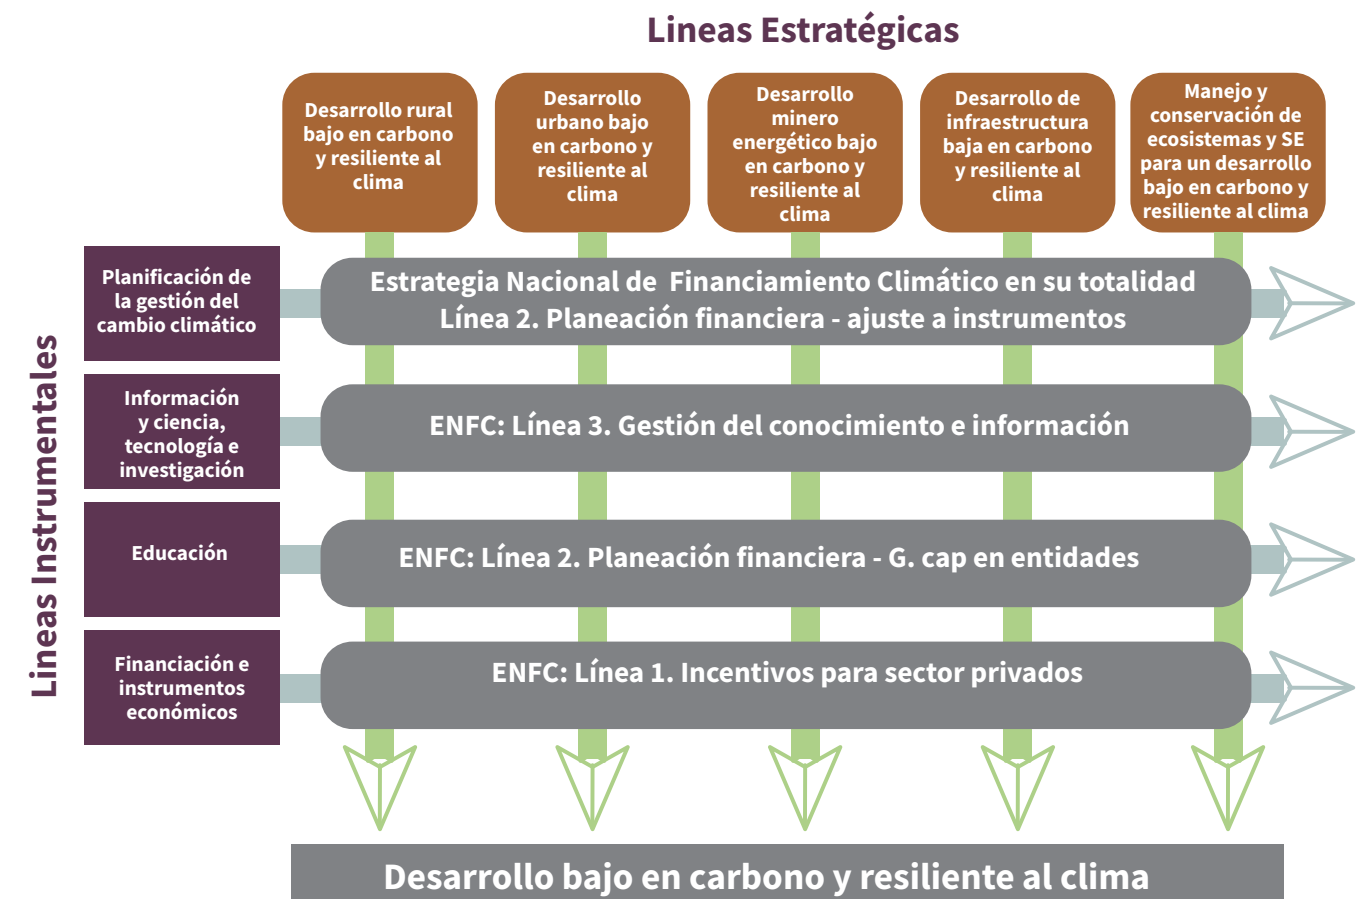 Lineas Estratégicas
Desarrollo rural
bajo en carbono
y resiliente al
clima
Desarrollo
urbano bajo
en carbono y
resiliente al
clima
Desarrollo
minero
energético bajo
en carbono y
resiliente al
clima
Desarrollo de
infraestructura
baja en carbono
y resiliente al
clima
Manejo y
conservación de
ecosistemas y SE
para un desarrollo
bajo en carbono y
resiliente al clima
Lineas Instrumentales
Planificación de
la gestión del
cambio climático
Estrategia Nacional de Financiamiento Climático en su totalidad
Línea 2. Planeación financiera - ajuste a instrumentos
Información
y ciencia,
tecnología e
investigación
ENFC: Línea 3. Gestión del conocimiento e información
Educación
ENFC: Línea 2. Planeación financiera - G. cap en entidades
Financiación e
instrumentos
económicos
ENFC: Línea 1. Incentivos para sector privados
Desarrollo bajo en carbono y resiliente al clima